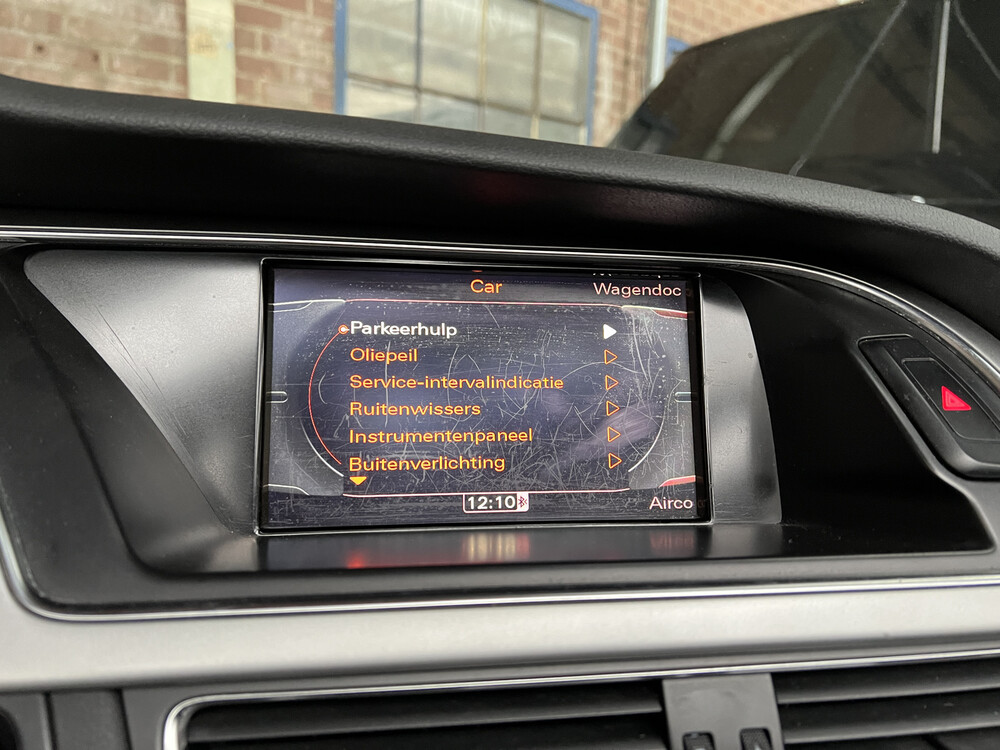 Car
Wagendoc
Parkeerhulp
Oliepeil
Service-intervalindicatie
Ruitenwissers
Instrumentenpaneel
Buitenverlichting
12:10
Airco